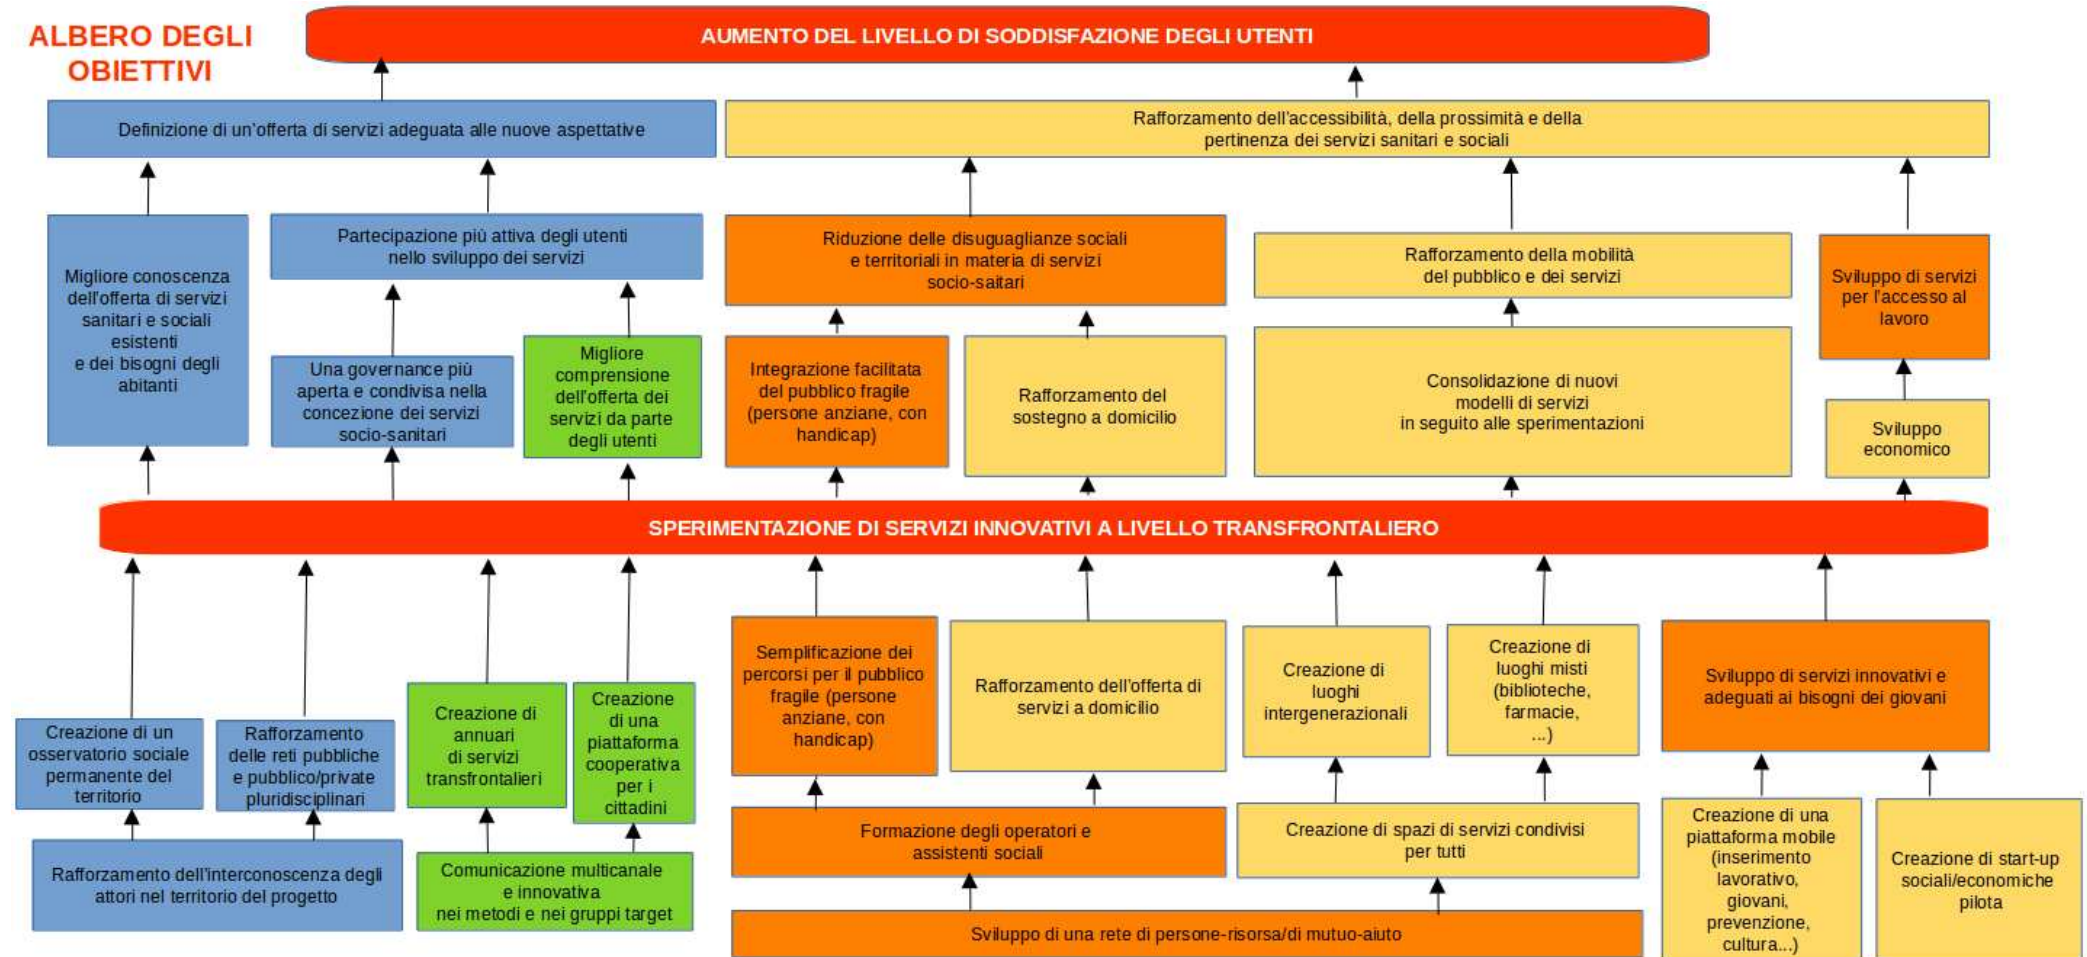 ALBERO DEGLI
OBIETTIVI
AUMENTO DEL LIVELLO DI SODDISFAZIONE DEGLI UTENTI
Definizione di un'offerta di servizi adeguata alle nuove aspettative
Rafforzamento dell'accessibilità, della prossimità e della
pertinenza dei servizi sanitari e sociali
Migliore conoscenza
dell'offerta di servizi
sanitari e sociali
esistenti
e dei bisogni degli
abitanti
Partecipazione più attiva degli utenti
nello sviluppo dei servizi
Riduzione delle disuguaglianze sociali
e territoriali in materia di servizi
socio-saitari
Rafforzamento della mobilità
del pubblico e dei servizi
Sviluppo di servizi
per l'accesso al
lavoro
Una governance più
aperta e condivisa nella
concezione dei servizi
socio-sanitari
Migliore
comprensione
dell'offerta dei
servizi da parte
degli utenti
Integrazione facilitata
del pubblico fragile
(persone anziane, con
handicap)
Rafforzamento del
sostegno a domicilio
Consolidazione di nuovi
modelli di servizi
in seguito alle sperimentazioni
Sviluppo
economico
SPERIMENTAZIONE DI SERVIZI INNOVATIVI A LIVELLO TRANSFRONTALIERO
Creazione di un
osservatorio sociale
permanente del
territorio
Rafforzamento
delle reti pubbliche
e pubblico/private
pluridisciplinari
Creazione di
annuari
di servizi
transfrontalieri
Creazione
di una
piattaforma
cooperativa
per i
cittadini
Semplificazione dei
percorsi per il pubblico
fragile (persone
anziane, con
handicap)
Rafforzamento dell'offerta di
servizi a domicilio
Creazione di
luoghi
intergenerazionali
Creazione di
luoghi misti
(biblioteche,
farmacie,
...)
Sviluppo di servizi innovativi e
adeguati ai bisogni dei giovani
Rafforzamento dell'interconoscenza degli
attori nel territorio del progetto
Comunicazione multicanale
e innovativa
nei metodi e nei gruppi target
Formazione degli operatori e
assistenti sociali
Creazione di spazi di servizi condivisi
per tutti
Creazione di una
piattaforma mobile
(inserimento
lavorativo,
giovani,
prevenzione,
cultura...)
Creazione di start-up
sociali/economiche
pilota
Sviluppo di una rete di persone-risorsa/di mutuo-aiuto